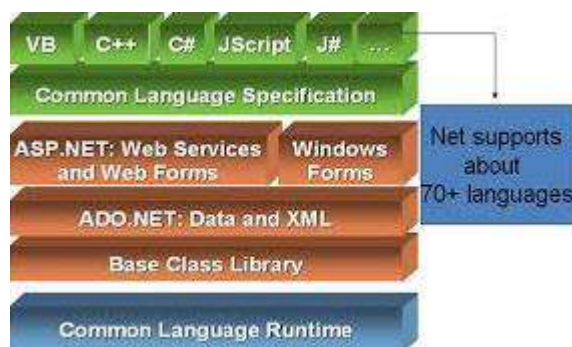 VB C++ C# JScript J# ...
Common Language Specification
ASP.NET: Web Services
and Web Forms
Windows
Forms
ADO.NET: Data and XML
Base Class Library
Common Language Runtime
Net supports
about
70+ languages